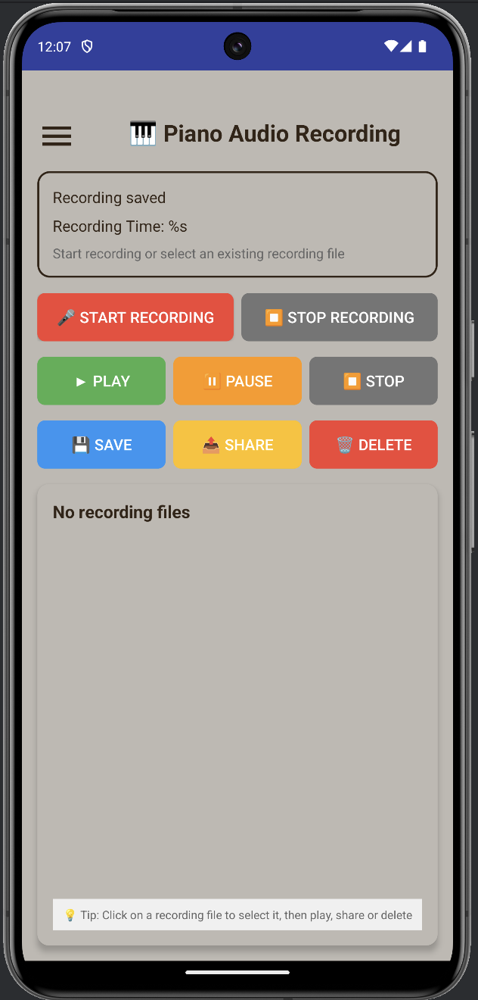 12:07
🎹 Piano Audio Recording
Recording saved
Recording Time: %s
Start recording or select an existing recording file
🎤 START RECORDING
⏹ STOP RECORDING
► PLAY
⏸ PAUSE
⏹ STOP
💾 SAVE
📤 SHARE
🗑 DELETE
No recording files
💡 Tip: Click on a recording file to select it, then play, share or delete